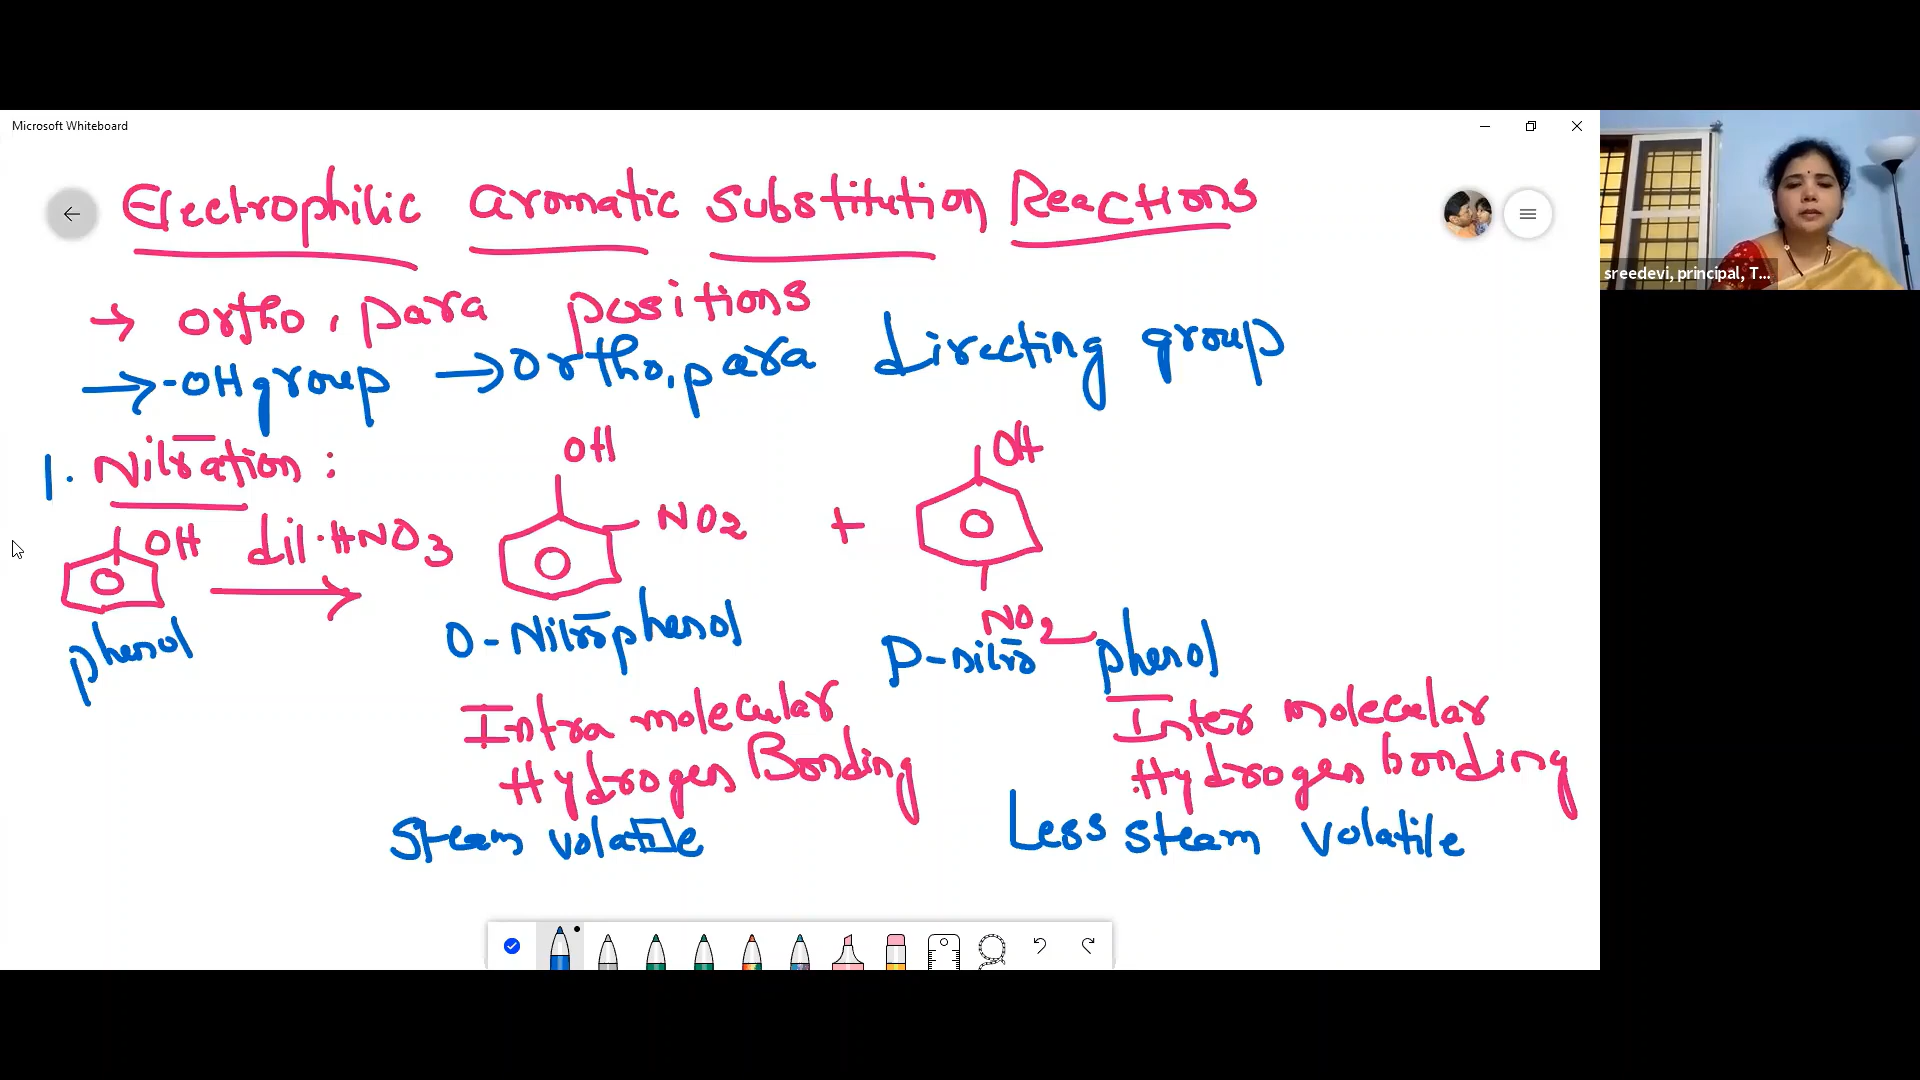 Microsoft Whiteboard
Electrophilic aromatic substitution Reactions
→ ortho, para positions
→ -OH group → Ortho, para directing group
1. Nitration :
OH
OH
OH dil. HNO3
NO2 +
NO2
phenol
O-Nitrophenol
P-nitro phenol
Intra molecular
Hydrogen Bonding
Inter molecular
Hydrogen bonding
Steam volatile
Less steam volatile
sreedevi, principal, T...